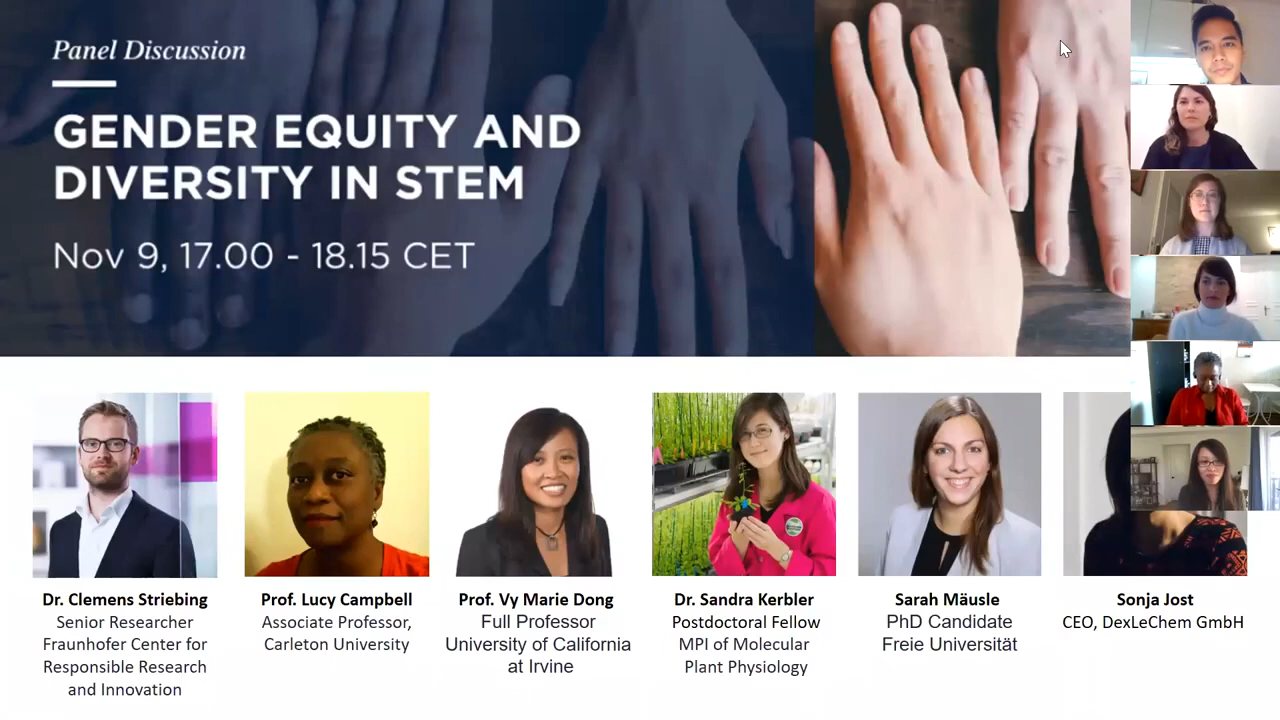 Panel Discussion
GENDER EQUITY AND
DIVERSITY IN STEM
Nov 9, 17.00 - 18.15 CET
Dr. Clemens Striebing
Senior Researcher
Fraunhofer Center for
Responsible Research
and Innovation
Prof. Lucy Campbell
Associate Professor,
Carleton University
Prof. Vy Marie Dong
Full Professor
University of California
at Irvine
Dr. Sandra Kerbler
Postdoctoral Fellow
MPI of Molecular
Plant Physiology
Sarah Mäusle
PhD Candidate
Freie Universität
Sonja Jost
CEO, DexLeChem GmbH